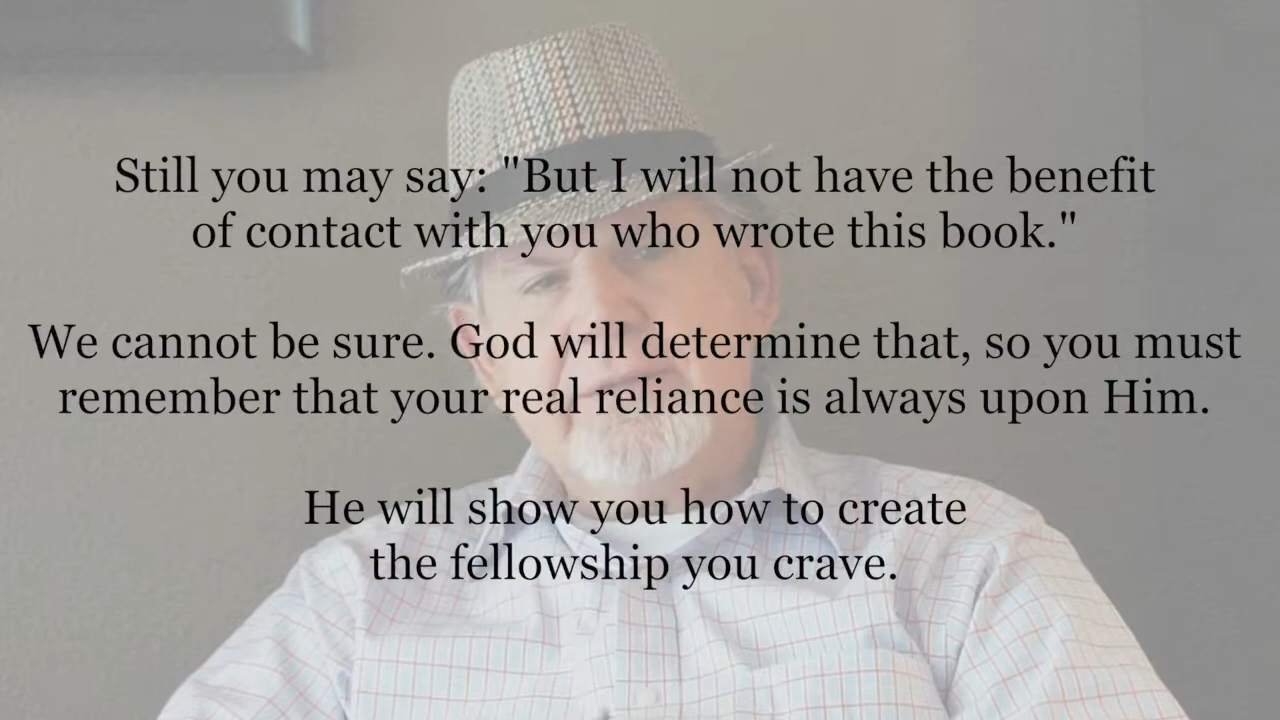 Still you may say: "But I will not have the benefit
of contact with you who wrote this book."
We cannot be sure. God will determine that, so you must
remember that your real reliance is always upon Him.
He will show you how to create
the fellowship you crave.